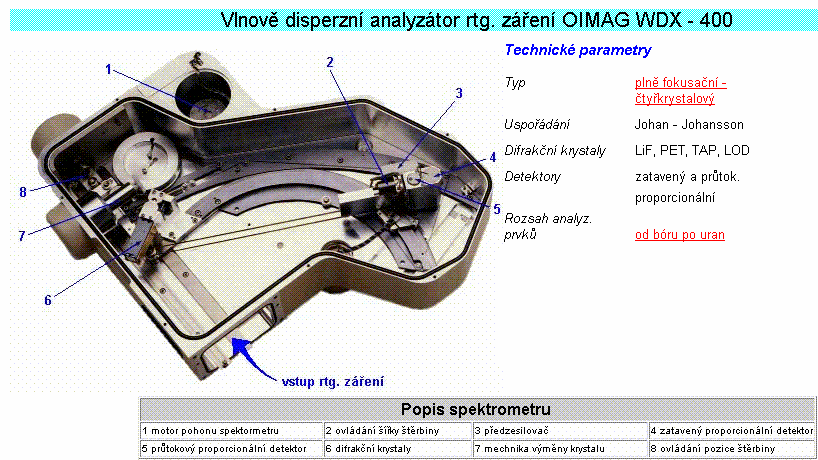 Vlnově disperzní analyzátor rtg. záření OIMAG WDX - 400
Technické parametry
Typ
plně fokusační -
čtyřkrystalový
Uspořádání
Johan - Johansson
Difrakční krystaly
LiF, PET, TAP, LOD
Detektory
zatavený a průtok.
proporcionální
Rozsah analyz.
prvků
od bóru po uran
1
2
3
4
5
6
7
8
vstup rtg. záření
Popis spektrometru
1 motor pohonu spektormetru
2 ovládání šířky štěrbiny
3 předzesilovač
4 zatavený proporcionální detektor
5 průtokový proporcionální detektor
6 difrakční krystaly
7 mechnika výměny krystalu
8 ovládání pozice štěrbiny